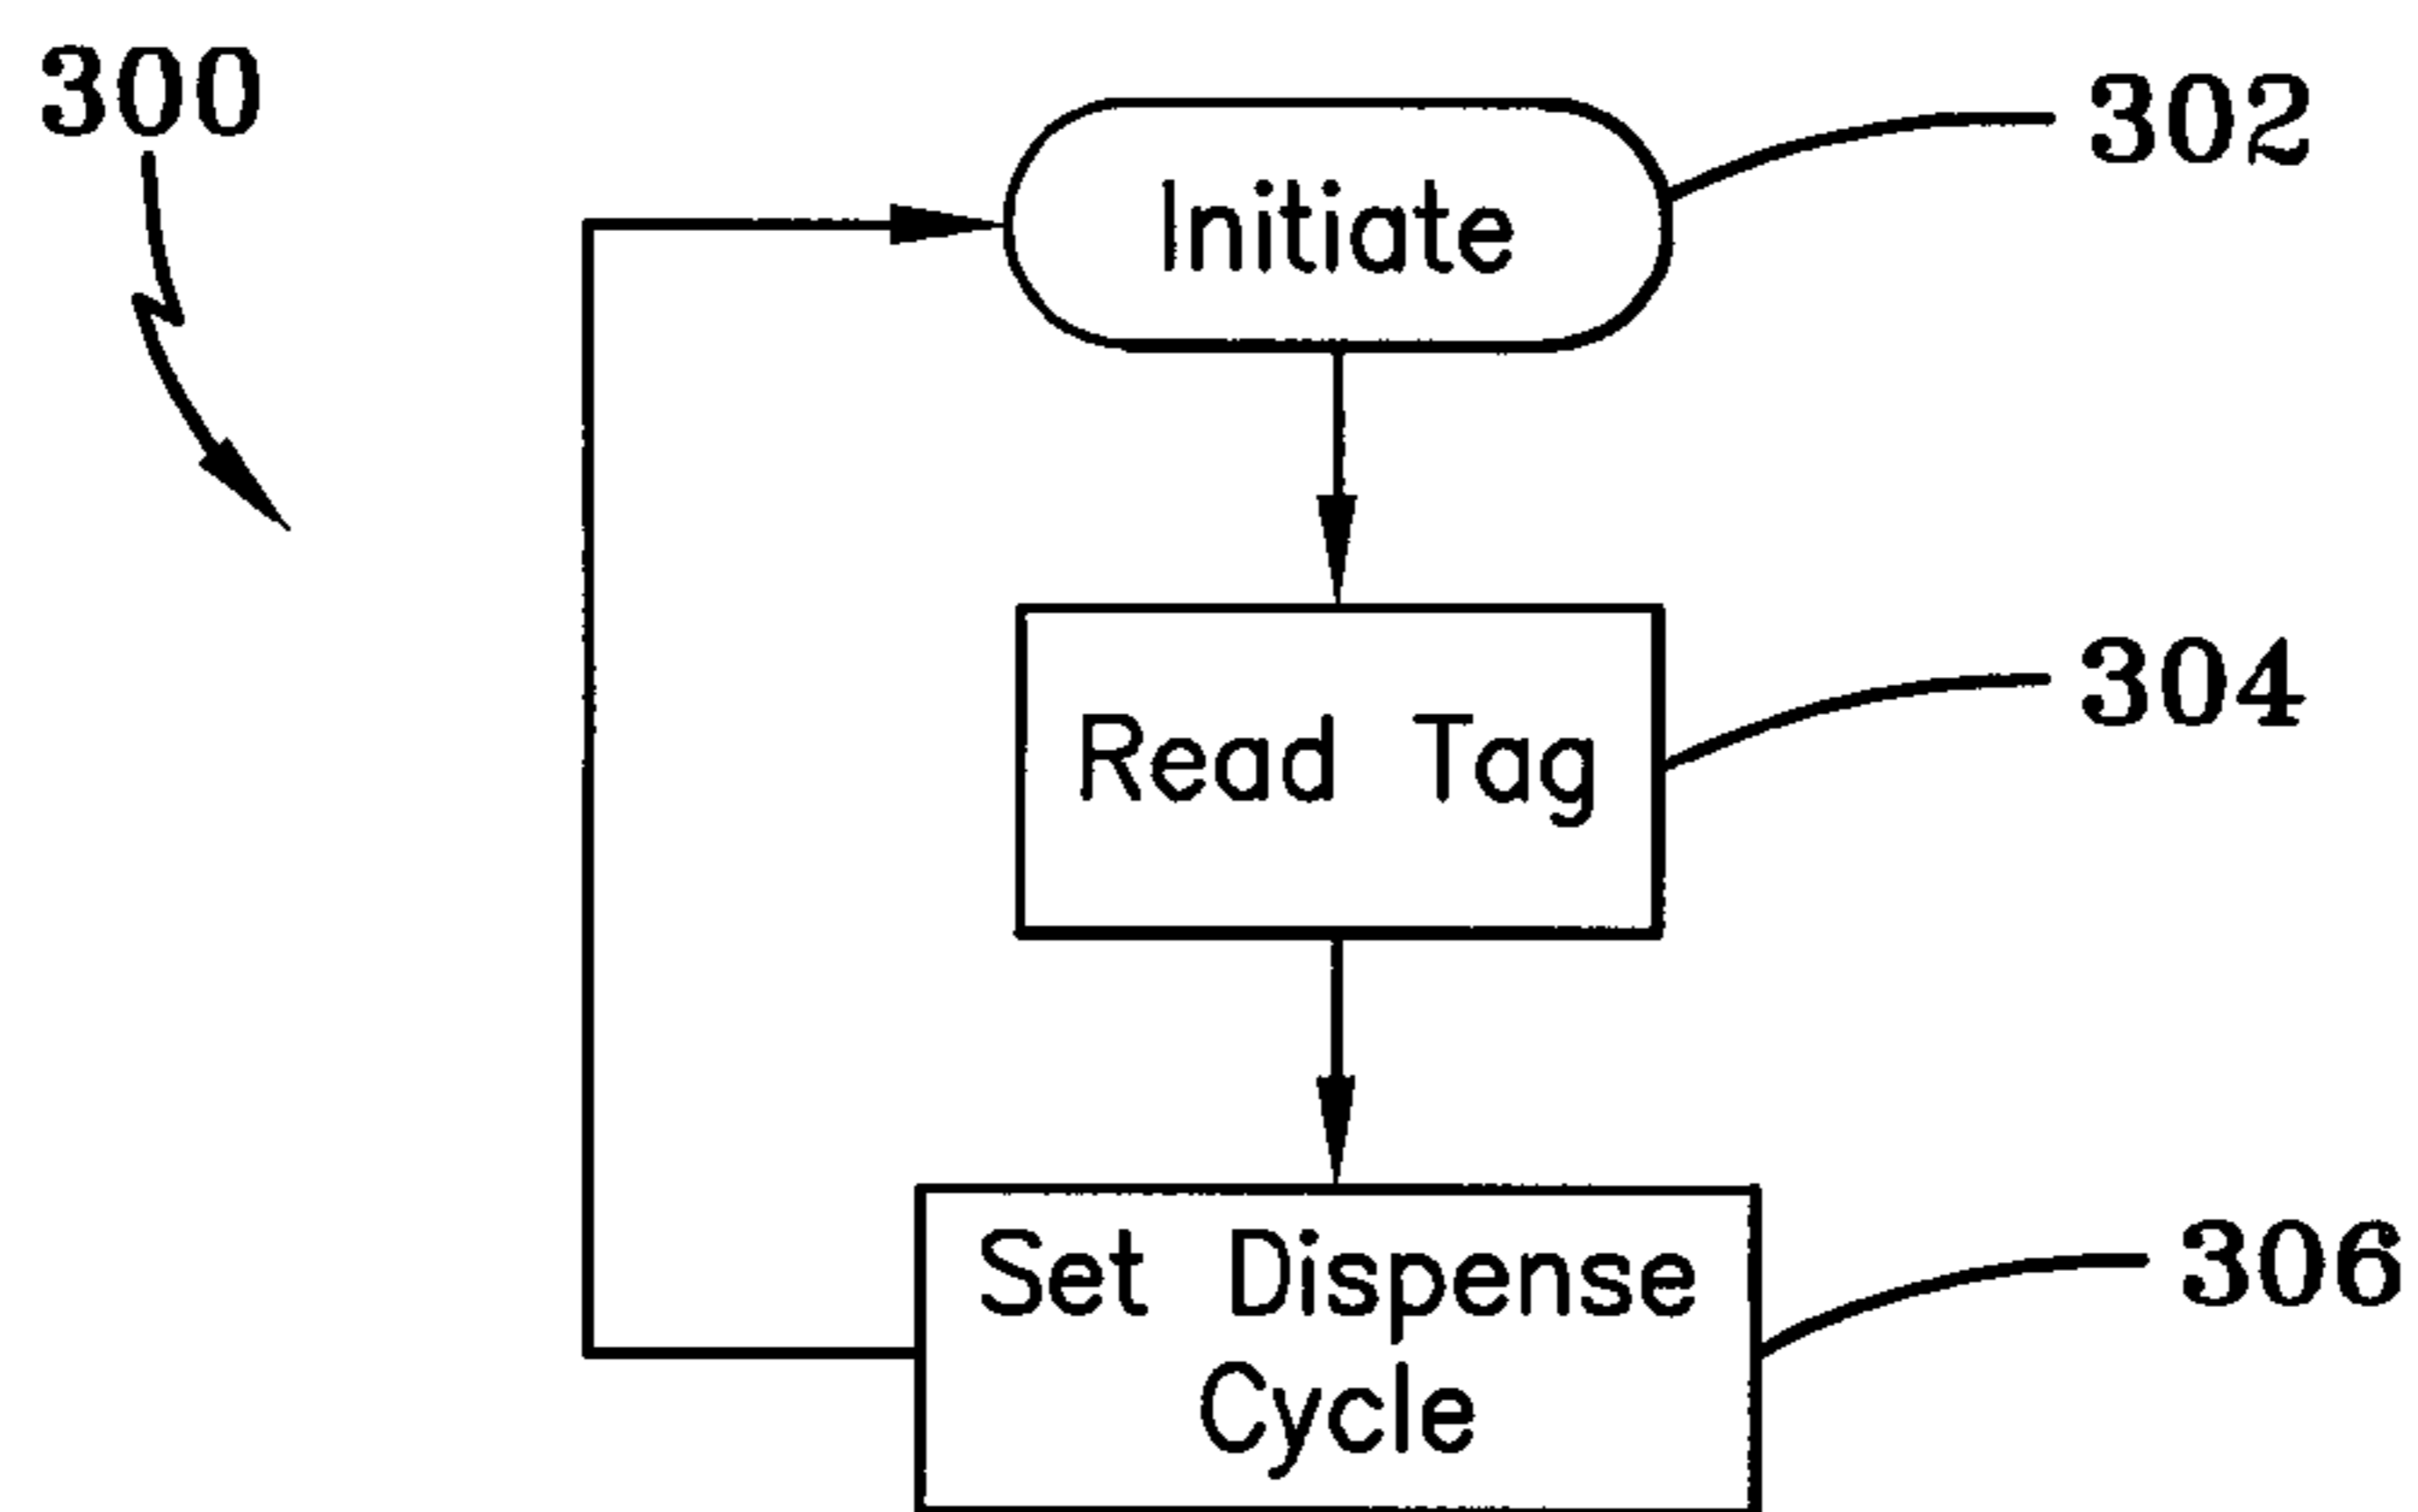 300
302
Initiate
304
Read Tag
306
Set Dispense
Cycle